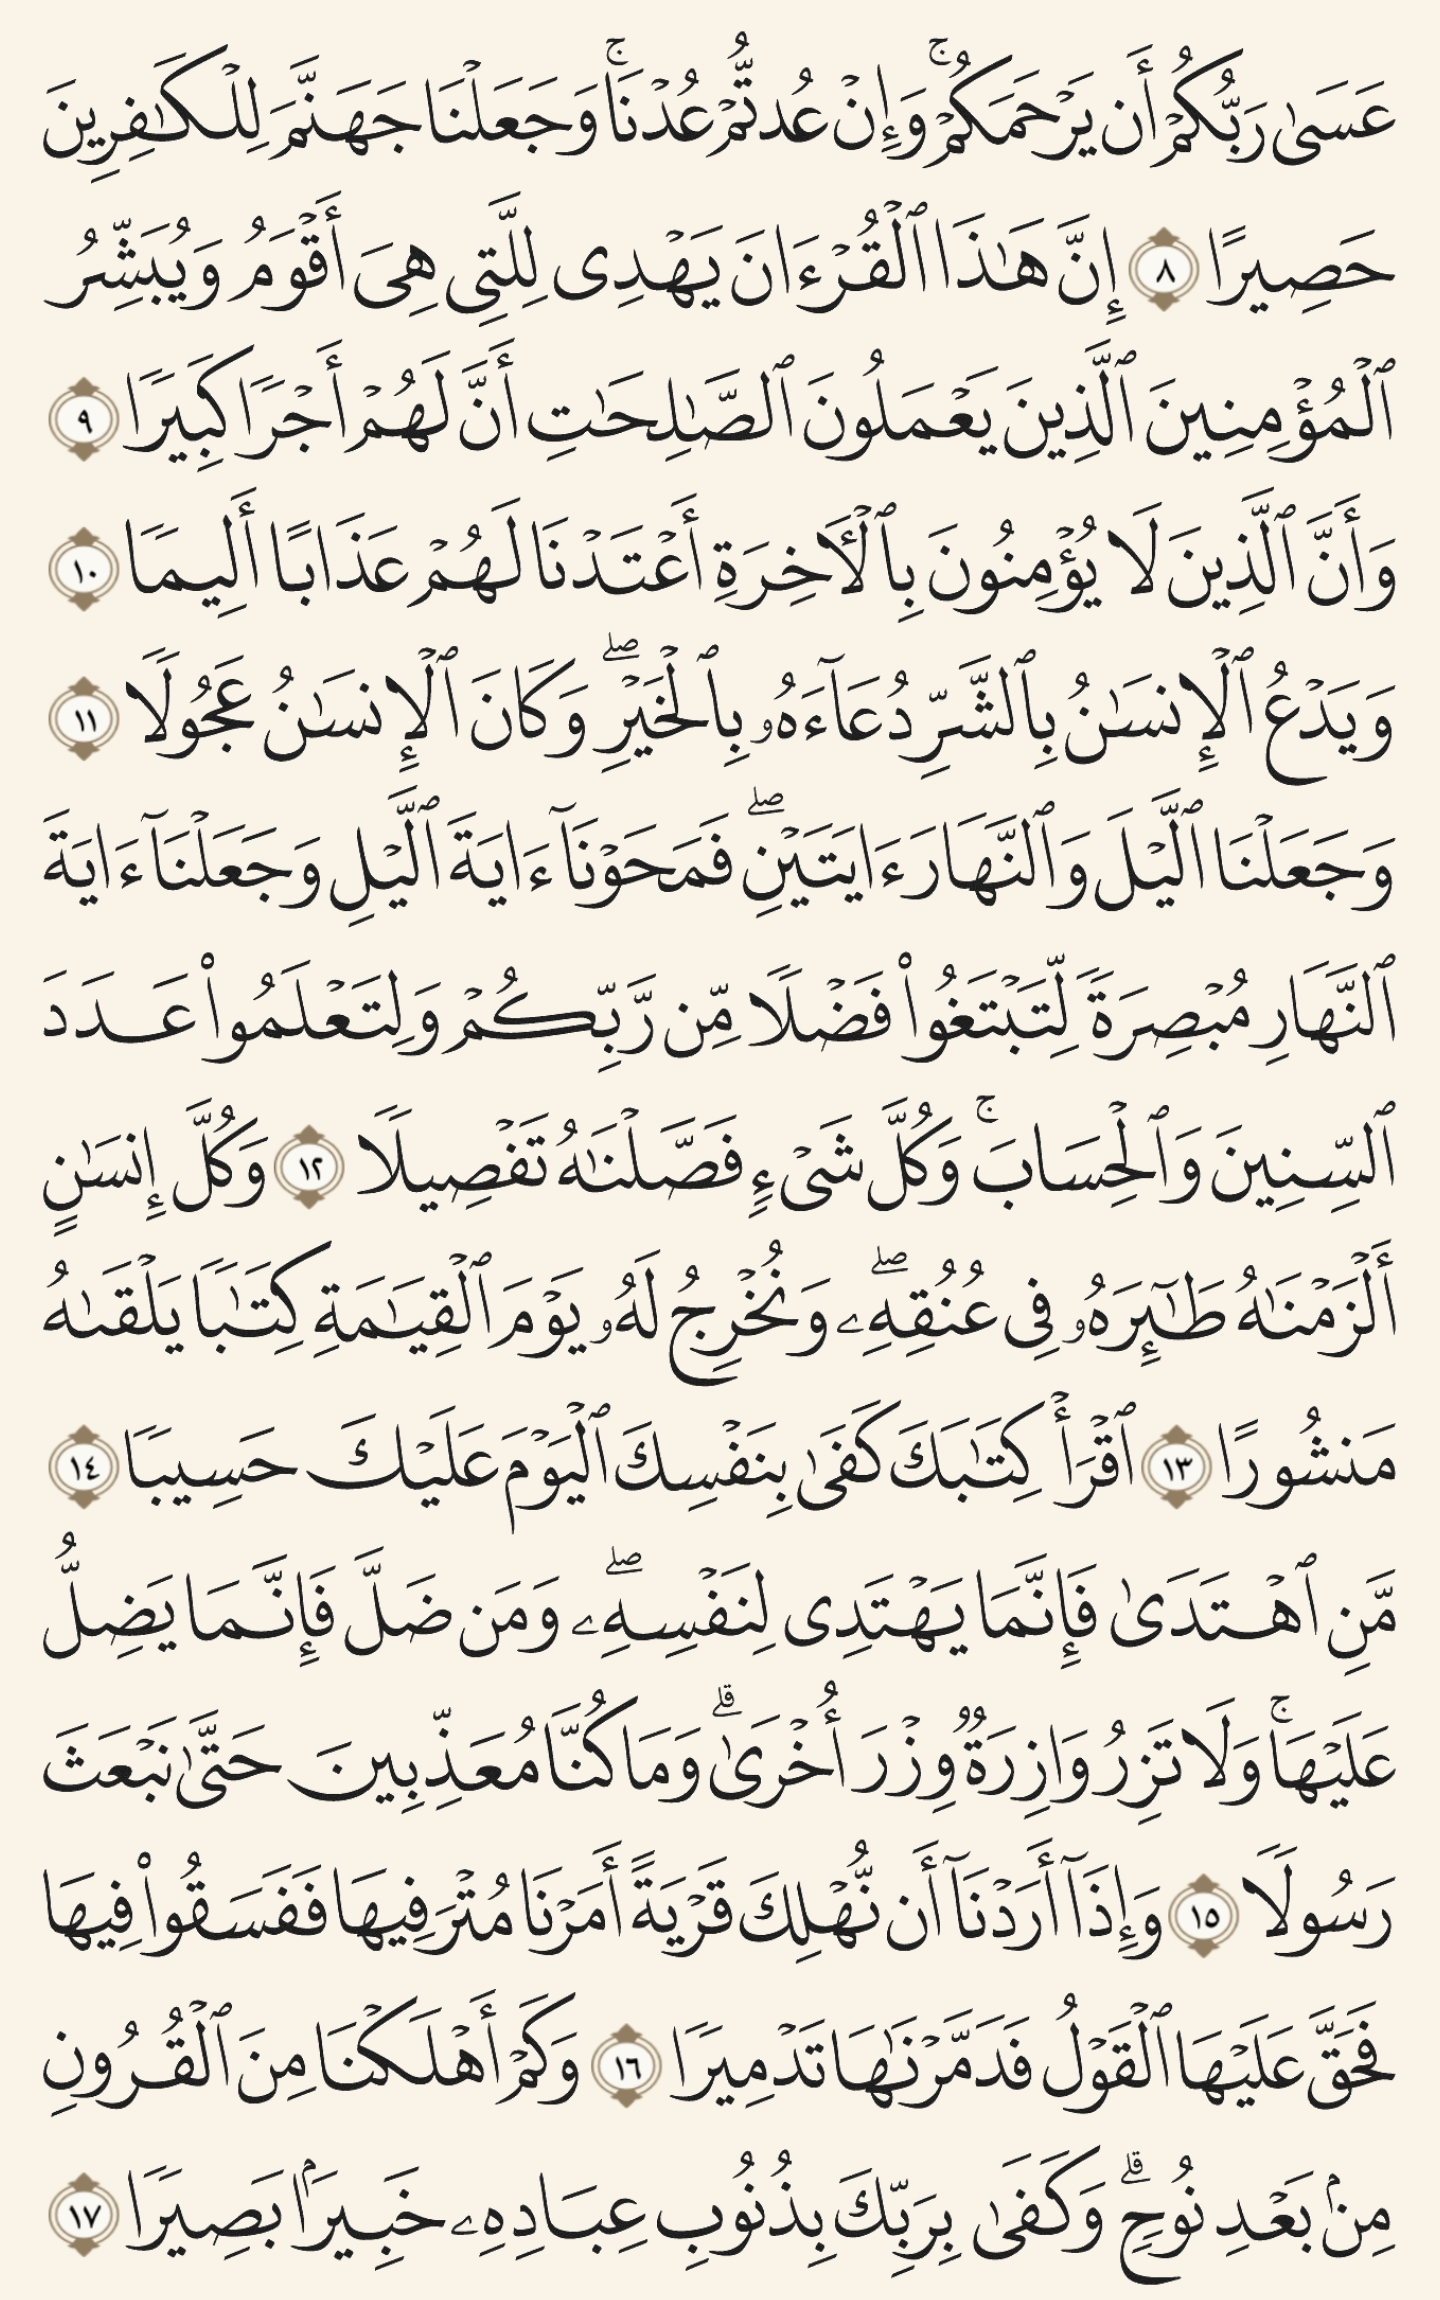 عَسَىٰ رَبُّكُمْ أَن يَرْحَمَكُمْ ۚ وَإِنْ عُدتُّمْ عُدْنَا ۚ وَجَعَلْنَا جَهَنَّمَ لِلْكَـٰفِرِينَ
حَصِيرًا ٨ إِنَّ هَـٰذَا ٱلْقُرْءَانَ يَهْدِى لِلَّتِى هِىَ أَقْوَمُ وَيُبَشِّرُ
ٱلْمُؤْمِنِينَ ٱلَّذِينَ يَعْمَلُونَ ٱلصَّـٰلِحَـٰتِ أَنَّ لَهُمْ أَجْرًا كَبِيرًا ٩
وَأَنَّ ٱلَّذِينَ لَا يُؤْمِنُونَ بِٱلْـَٔاخِرَةِ أَعْتَدْنَا لَهُمْ عَذَابًا أَلِيمًا ١٠
وَيَدْعُ ٱلْإِنسَـٰنُ بِٱلشَّرِّ دُعَآءَهُۥ بِٱلْخَيْرِ ۖ وَكَانَ ٱلْإِنسَـٰنُ عَجُولًا ١١
وَجَعَلْنَا ٱلَّيْلَ وَٱلنَّهَارَ ءَايَتَيْنِ ۖ فَمَحَوْنَآ ءَايَةَ ٱلَّيْلِ وَجَعَلْنَآ ءَايَةَ
ٱلنَّهَارِ مُبْصِرَةً لِّتَبْتَغُوا۟ فَضْلًا مِّن رَّبِّكُمْ وَلِتَعْلَمُوا۟ عَدَدَ
ٱلسِّنِينَ وَٱلْحِسَابَ ۚ وَكُلَّ شَىْءٍ فَصَّلْنَـٰهُ تَفْصِيلًا ١٢ وَكُلَّ إِنسَـٰنٍ
أَلْزَمْنَـٰهُ طَـٰٓئِرَهُۥ فِى عُنُقِهِۦ ۖ وَنُخْرِجُ لَهُۥ يَوْمَ ٱلْقِيَـٰمَةِ كِتَـٰبًا يَلْقَىٰهُ
مَنشُورًا ١٣ ٱقْرَأْ كِتَـٰبَكَ كَفَىٰ بِنَفْسِكَ ٱلْيَوْمَ عَلَيْكَ حَسِيبًا ١٤
مَّنِ ٱهْتَدَىٰ فَإِنَّمَا يَهْتَدِى لِنَفْسِهِۦ ۖ وَمَن ضَلَّ فَإِنَّمَا يَضِلُّ
عَلَيْهَا ۚ وَلَا تَزِرُ وَازِرَةٌ وِزْرَ أُخْرَىٰ ۗ وَمَا كُنَّا مُعَذِّبِينَ حَتَّىٰ نَبْعَثَ
رَسُولًا ١٥ وَإِذَآ أَرَدْنَآ أَن نُّهْلِكَ قَرْيَةً أَمَرْنَا مُتْرَفِيهَا فَفَسَقُوا۟ فِيهَا
فَحَقَّ عَلَيْهَا ٱلْقَوْلُ فَدَمَّرْنَـٰهَا تَدْمِيرًا ١٦ وَكَمْ أَهْلَكْنَا مِنَ ٱلْقُرُونِ
مِنۢ بَعْدِ نُوحٍ ۗ وَكَفَىٰ بِرَبِّكَ بِذُنُوبِ عِبَادِهِۦ خَبِيرًۢا بَصِيرًا ١٧